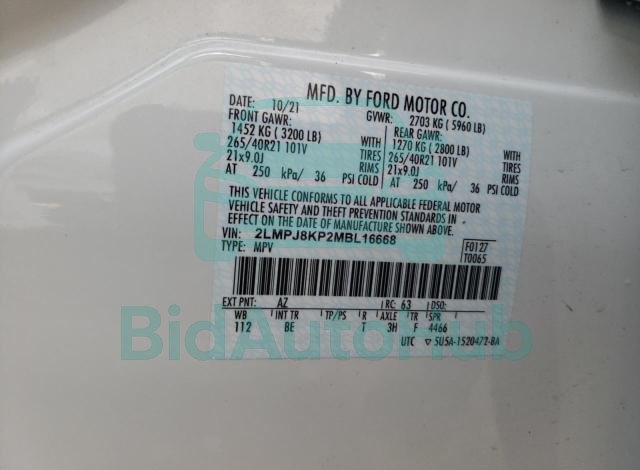 MFD. BY FORD MOTOR CO.
DATE: 10/21 GVWR: 2703 KG (5960 LB)
FRONT GAWR: REAR GAWR:
1452 KG (3200 LB) 1270 KG (2800 LB)
265/40R21 101V TIRES 265/40R21 101V TIRES
21x9.0J RIMS 21x9.0J RIMS
AT 250 kPa/ 36 PSI COLD AT 250 kPa/ 36 PSI COLD
THIS VEHICLE CONFORMS TO ALL APPLICABLE FEDERAL MOTOR
VEHICLE SAFETY AND THEFT PREVENTION STANDARDS IN
EFFECT ON THE DATE OF MANUFACTURE SHOWN ABOVE.
VIN: 2LMPJ8KP2MBL16668
TYPE: MPV
F0127
T0065
EXT PNT: AZ RC: 63 DSO:
WB INT TR TP/PS R AXLE TR SPR
112 BE T 3H F 4466
UTC ▽ 5U5A-1520472-8A
BidAutoHub